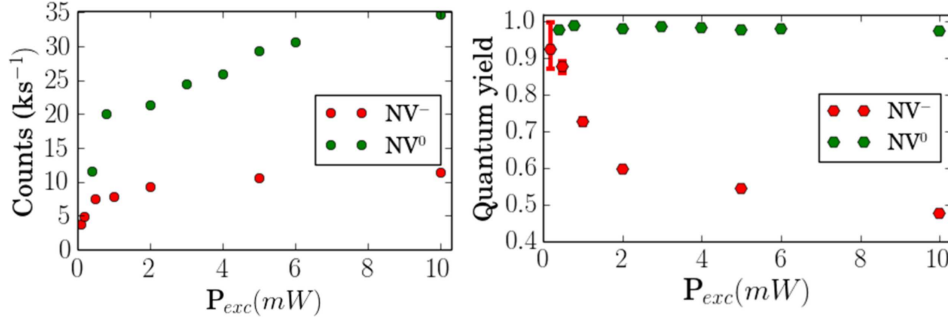 Counts (ks⁻¹)
35
30
25
20
15
10
5
0
0 2 4 6 8 10
P_exc(mW)
NV⁻
NV⁰
Quantum yield
1.0
0.9
0.8
0.7
0.6
0.5
0.4
0 2 4 6 8 10
P_exc(mW)
NV⁻
NV⁰